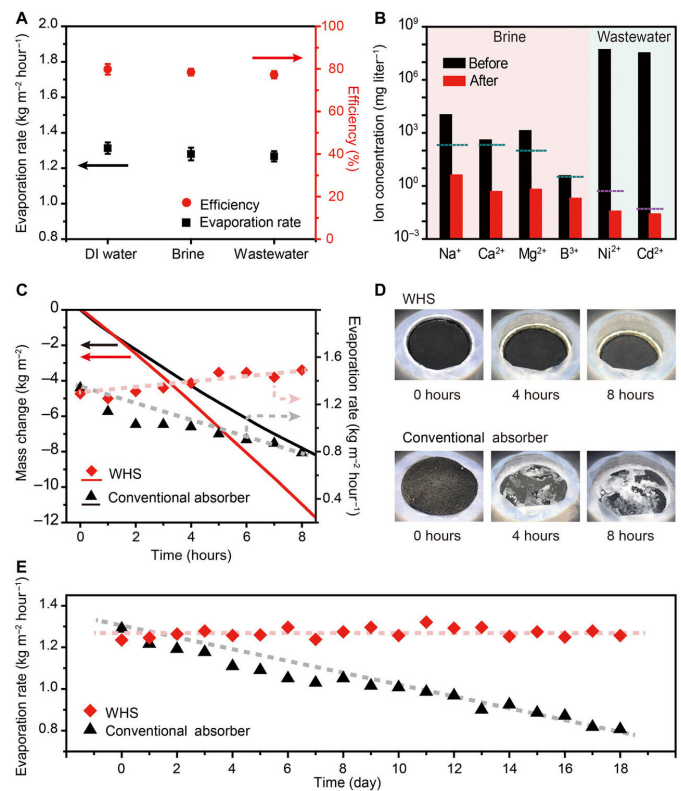 A
Evaporation rate (kg m⁻² hour⁻¹)
2.0
1.8
1.6
1.4
1.2
1.0
0.8
100
80
60
40
20
0
Efficiency (%)
Efficiency
Evaporation rate
DI water Brine Wastewater
B
Brine Wastewater
Before
After
Ion concentration (mg liter⁻¹)
10⁹
10⁶
10³
10⁰
10⁻³
Na⁺ Ca²⁺ Mg²⁺ B³⁺ Ni²⁺ Cd²⁺
C
Mass change (kg m⁻²)
0
−2
−4
−6
−8
−10
−12
1.6
1.2
0.8
0.4
Evaporation rate (kg m⁻² hour⁻¹)
WHS
Conventional absorber
0 2 4 6 8
Time (hours)
D
WHS
0 hours 4 hours 8 hours
Conventional absorber
0 hours 4 hours 8 hours
E
Evaporation rate (kg m⁻² hour⁻¹)
1.4
1.2
1.0
0.8
WHS
Conventional absorber
0 2 4 6 8 10 12 14 16 18
Time (day)